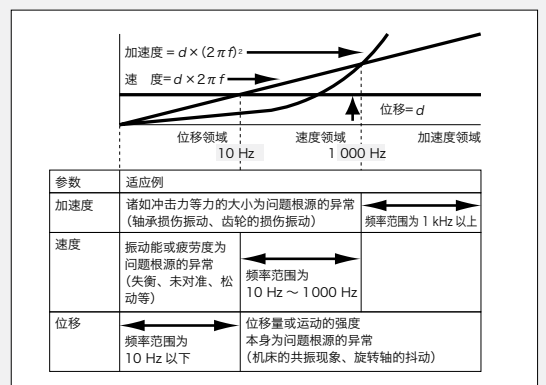 加速度 = d × (2πf)²
速　度= d × 2πf
位移= d
位移领域
速度领域
加速度领域
10 Hz
1 000 Hz
参数
适应例
加速度
诸如冲击力等力的大小为问题根源的异常
（轴承损伤振动、齿轮的损伤振动）
频率范围为 1 kHz 以上
速度
振动能或疲劳度为
问题根源的异常
（失衡、未对准、松
动等）
频率范围为
10 Hz ～ 1000 Hz
位移
频率范围为
10 Hz 以下
位移量或运动的强度
本身为问题根源的异常
（机床的共振现象、旋转轴的抖动）